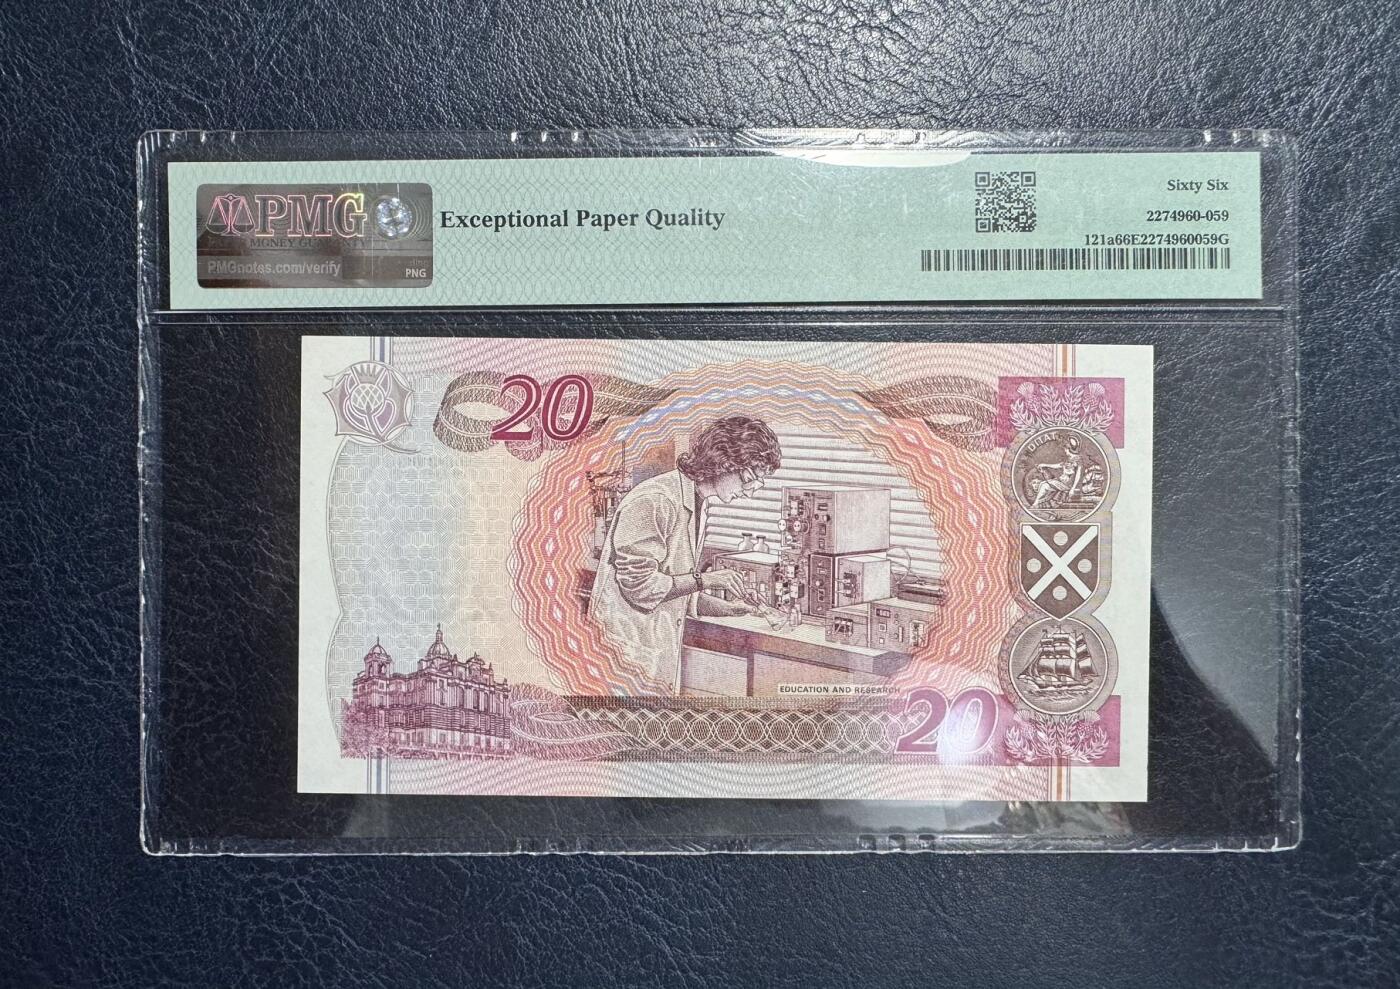 PMG
PAPER MONEY GUARANTY
PMGnotes.com/verify
PNG
Exceptional Paper Quality
Sixty Six
2274960-059
121a66E2274960059G
20
EDUCATION AND RESEARCH
20